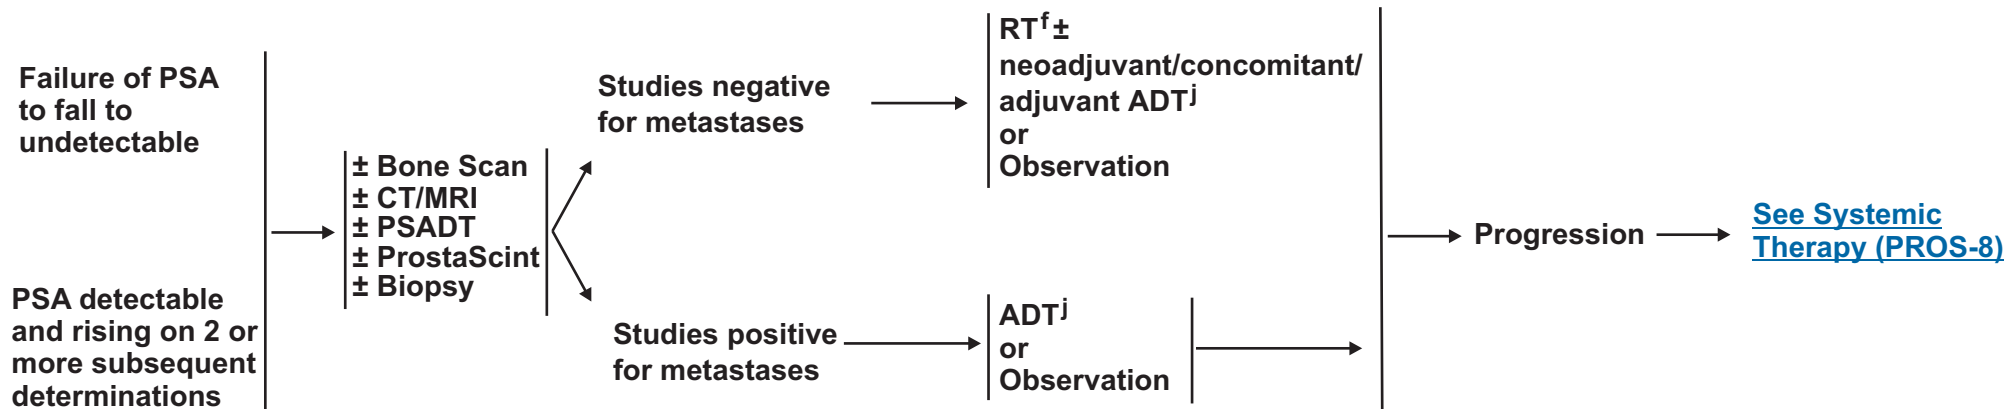 Failure of PSA
to fall to
undetectable
PSA detectable
and rising on 2 or
more subsequent
determinations
± Bone Scan
± CT/MRI
± PSADT
± ProstaScint
± Biopsy
Studies negative
for metastases
Studies positive
for metastases
RTᶠ ±
neoadjuvant/concomitant/
adjuvant ADTʲ
or
Observation
ADTʲ
or
Observation
Progression
See Systemic
Therapy (PROS-8)